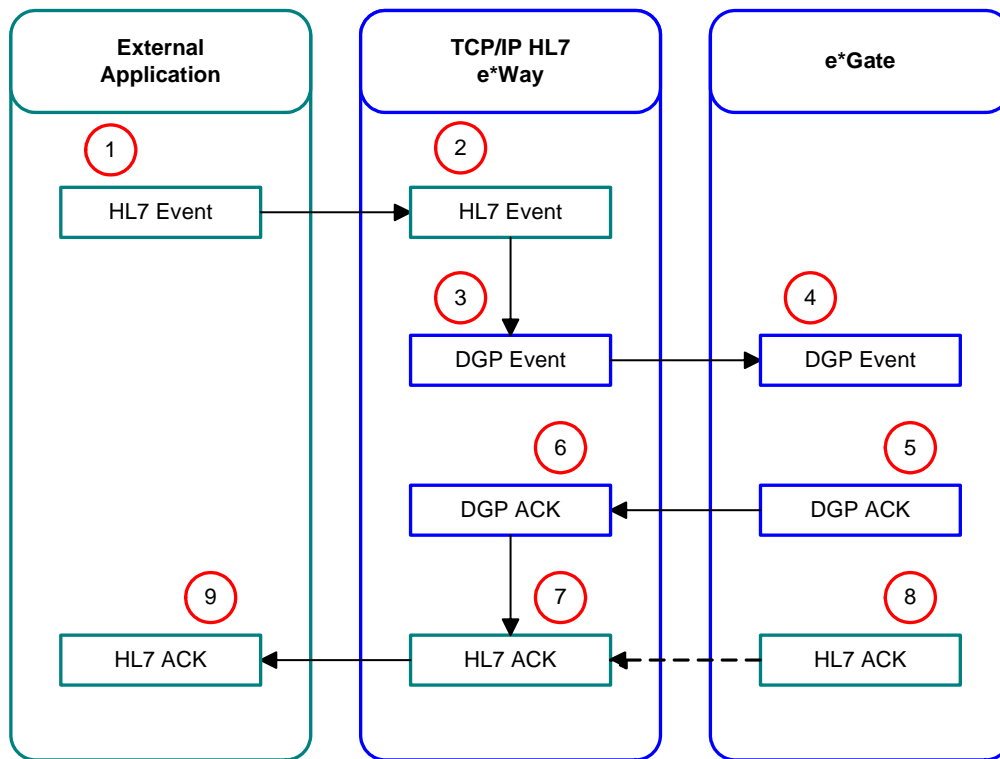 External
Application
TCP/IP HL7
e*Way
e*Gate
1
2
HL7 Event
HL7 Event
3
4
DGP Event
DGP Event
6
5
DGP ACK
DGP ACK
9
7
8
HL7 ACK
HL7 ACK
HL7 ACK